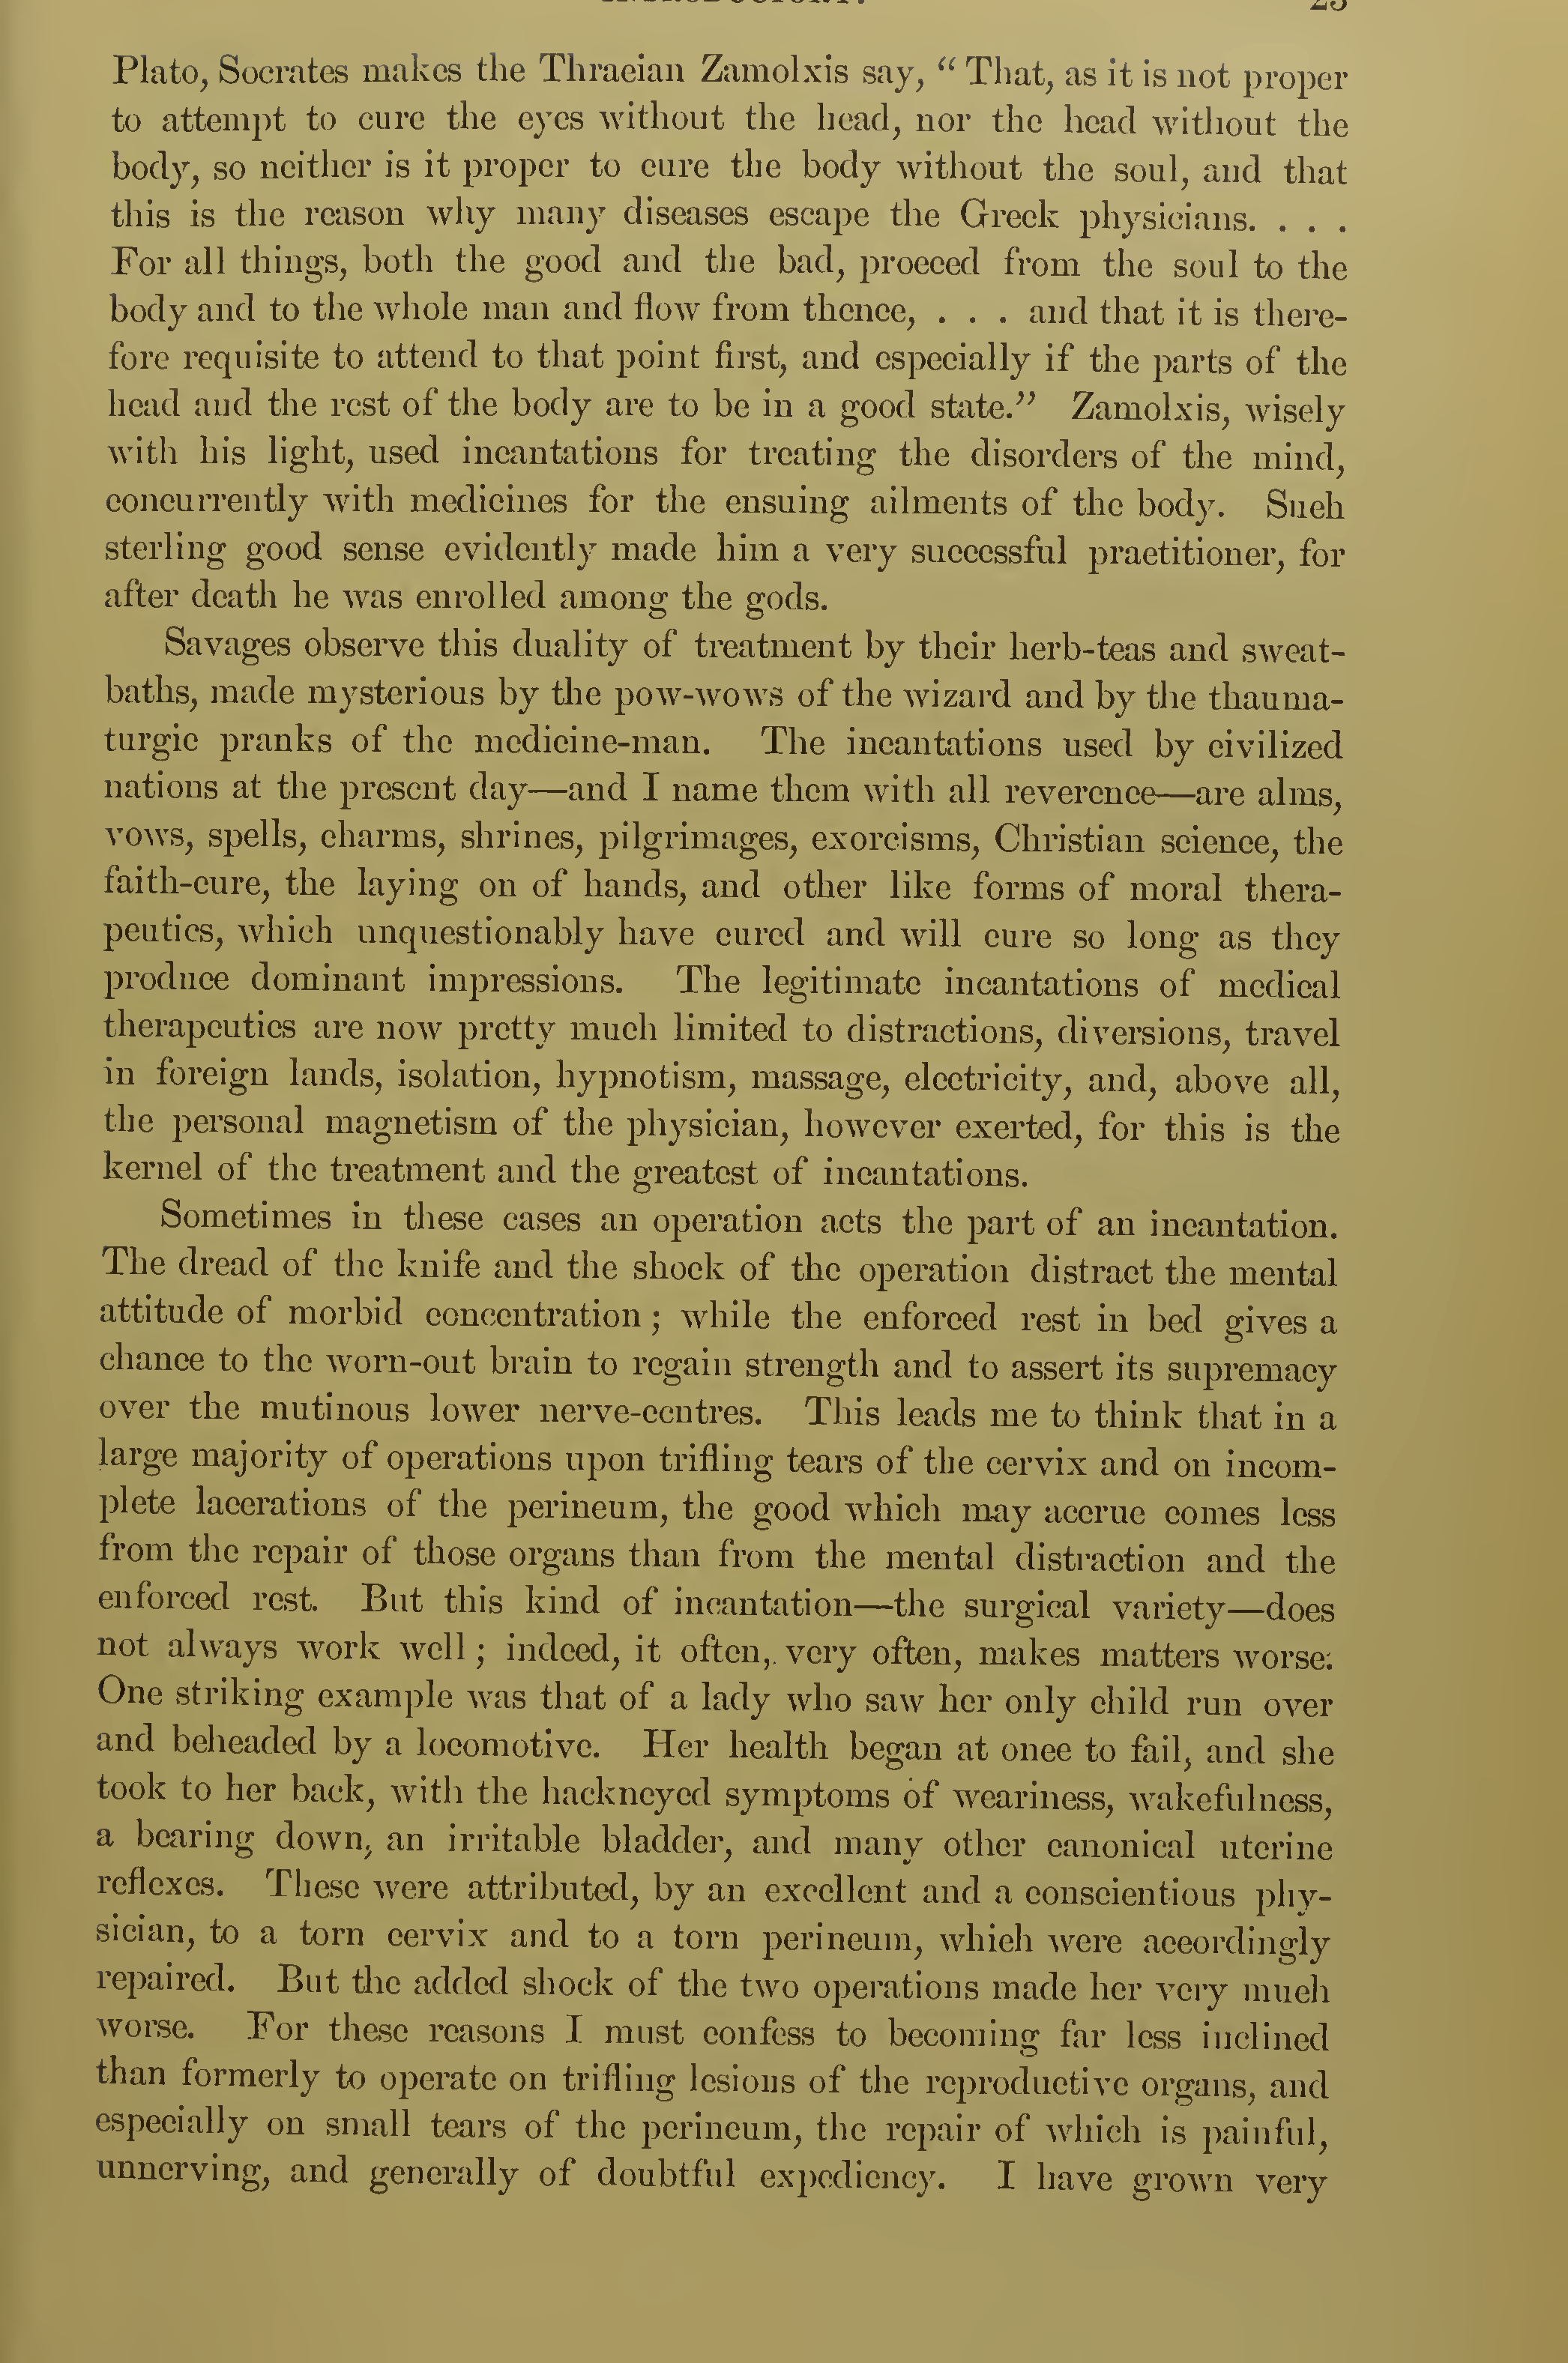 INTRODUCTORY. 23
Plato, Socrates makes the Thracian Zamolxis say, “ That, as it is not proper
to attempt to cure the eyes without the head, nor the head without the
body, so neither is it proper to cure the body without the soul, and that
this is the reason why many diseases escape the Greek physicians. . . .
For all things, both the good and the bad, proceed from the soul to the
body and to the whole man and flow from thence, . . . and that it is there-
fore requisite to attend to that point first, and especially if the parts of the
head and the rest of the body are to be in a good state.” Zamolxis, wisely
with his light, used incantations for treating the disorders of the mind,
concurrently with medicines for the ensuing ailments of the body. Such
sterling good sense evidently made him a very successful practitioner, for
after death he was enrolled among the gods.
Savages observe this duality of treatment by their herb-teas and sweat-
baths, made mysterious by the pow-wows of the wizard and by the thauma-
turgic pranks of the medicine-man. The incantations used by civilized
nations at the present day—and I name them with all reverence—are alms,
vows, spells, charms, shrines, pilgrimages, exorcisms, Christian science, the
faith-cure, the laying on of hands, and other like forms of moral thera-
peutics, which unquestionably have cured and will cure so long as they
produce dominant impressions. The legitimate incantations of medical
therapeutics are now pretty much limited to distractions, diversions, travel
in foreign lands, isolation, hypnotism, massage, electricity, and, above all,
the personal magnetism of the physician, however exerted, for this is the
kernel of the treatment and the greatest of incantations.
Sometimes in these cases an operation acts the part of an incantation.
The dread of the knife and the shock of the operation distract the mental
attitude of morbid concentration ; while the enforced rest in bed gives a
chance to the worn-out brain to regain strength and to assert its supremacy
over the mutinous lower nerve-centres. This leads me to think that in a
large majority of operations upon trifling tears of the cervix and on incom-
plete lacerations of the perineum, the good which may accrue comes less
from the repair of those organs than from the mental distraction and the
enforced rest. But this kind of incantation—the surgical variety—does
not always work well ; indeed, it often, very often, makes matters worse.
One striking example was that of a lady who saw her only child run over
and beheaded by a locomotive. Her health began at once to fail, and she
took to her back, with the hackneyed symptoms of weariness, wakefulness,
a bearing down, an irritable bladder, and many other canonical uterine
reflexes. These were attributed, by an excellent and a conscientious phy-
sician, to a torn cervix and to a torn perineum, which were accordingly
repaired. But the added shock of the two operations made her very much
worse. For these reasons I must confess to becoming far less inclined
than formerly to operate on trifling lesions of the reproductive organs, and
especially on small tears of the perineum, the repair of which is painful,
unnerving, and generally of doubtful expediency. I have grown very